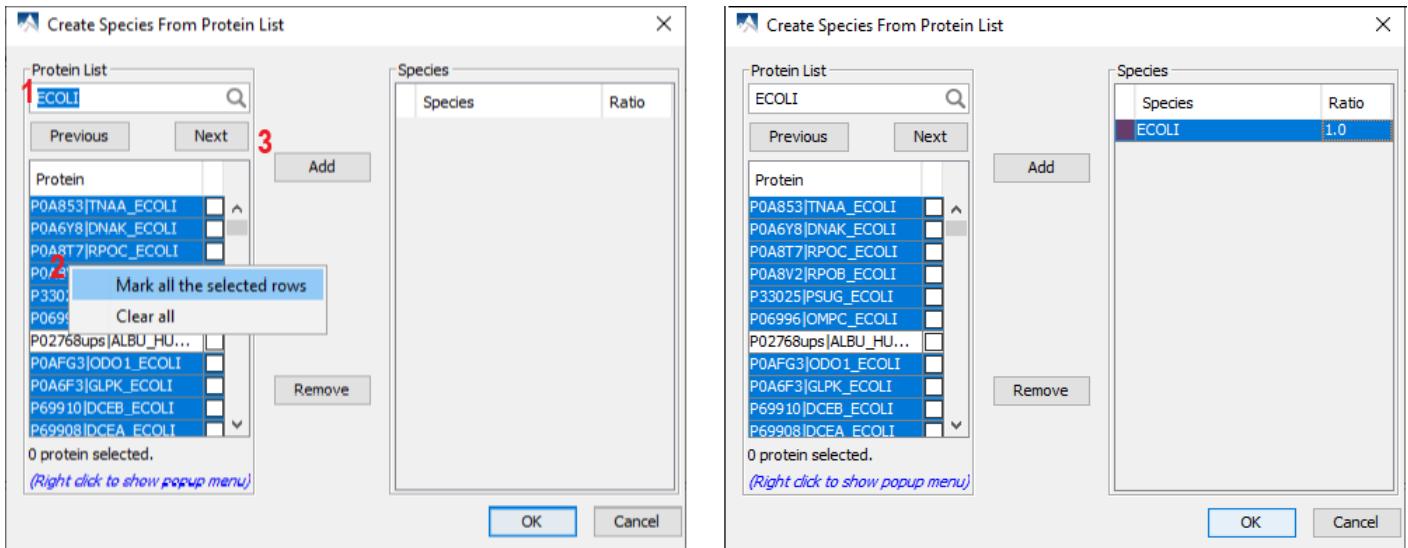 Create Species From Protein List
Protein List
1
ECOLI
Previous
Next
3
Protein
P0A853|TNAA_ECOLI
P0A6Y8|DNAK_ECOLI
P0A8T7|RPOC_ECOLI
2
Mark all the selected rows
Clear all
P02768ups|ALBU_HU...
P0AFG3|ODO1_ECOLI
P0A6F3|GLPK_ECOLI
P69910|DCEB_ECOLI
P69908|DCEA_ECOLI
0 protein selected.
(Right click to show popup menu)
Add
Remove
Species
Species
Ratio
OK
Cancel
Create Species From Protein List
Protein List
ECOLI
Previous
Next
Protein
P0A853|TNAA_ECOLI
P0A6Y8|DNAK_ECOLI
P0A8T7|RPOC_ECOLI
P0A8V2|RPOB_ECOLI
P33025|PSUG_ECOLI
P06996|OMPC_ECOLI
P02768ups|ALBU_HU...
P0AFG3|ODO1_ECOLI
P0A6F3|GLPK_ECOLI
P69910|DCEB_ECOLI
P69908|DCEA_ECOLI
0 protein selected.
(Right click to show popup menu)
Add
Remove
Species
Species
Ratio
ECOLI
1.0
OK
Cancel